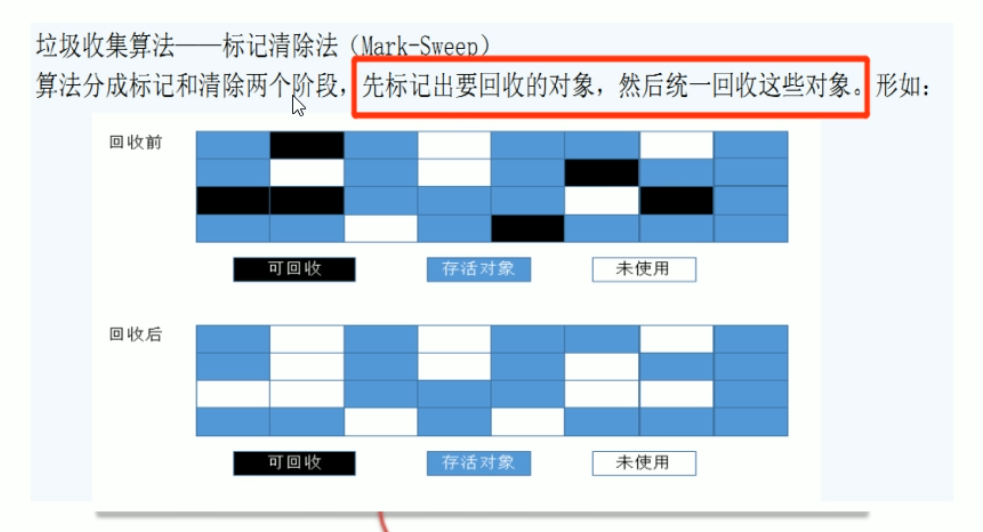 垃圾收集算法——标记清除法（Mark-Sweep）
算法分成标记和清除两个阶段，先标记出要回收的对象，然后统一回收这些对象。形如：
回收前
可回收 存活对象 未使用
回收后
可回收 存活对象 未使用